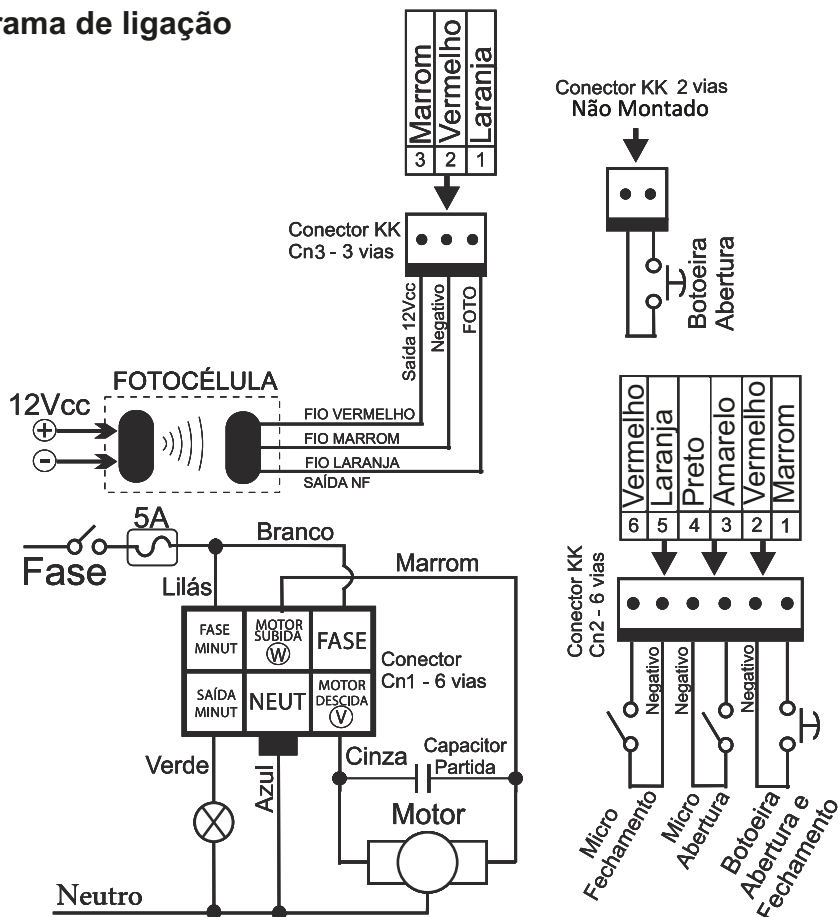 rama de ligação
Marrom
Vermelho
Laranja
3 2 1
Conector KK
Cn3 - 3 vias
Saída 12Vcc
Negativo
FOTO
Conector KK 2 vias
Não Montado
Botoeira
Abertura
FOTOCÉLULA
12Vcc
+
-
FIO VERMELHO
FIO MARROM
FIO LARANJA
SAÍDA NF
Vermelho
Laranja
Preto
Amarelo
Vermelho
Marrom
6 5 4 3 2 1
Conector KK
Cn2 - 6 vias
Negativo
Negativo
Negativo
Micro
Fechamento
Micro
Abertura
Botoeira
Abertura e
Fechamento
5A
Fase
Branco
Lilás
Marrom
FASE
MINUT
MOTOR
SUBIDA
W
FASE
SAÍDA
MINUT
NEUT
MOTOR
DESCIDA
V
Conector
Cn1 - 6 vias
Verde
Azul
Cinza
Capacitor
Partida
Motor
Neutro